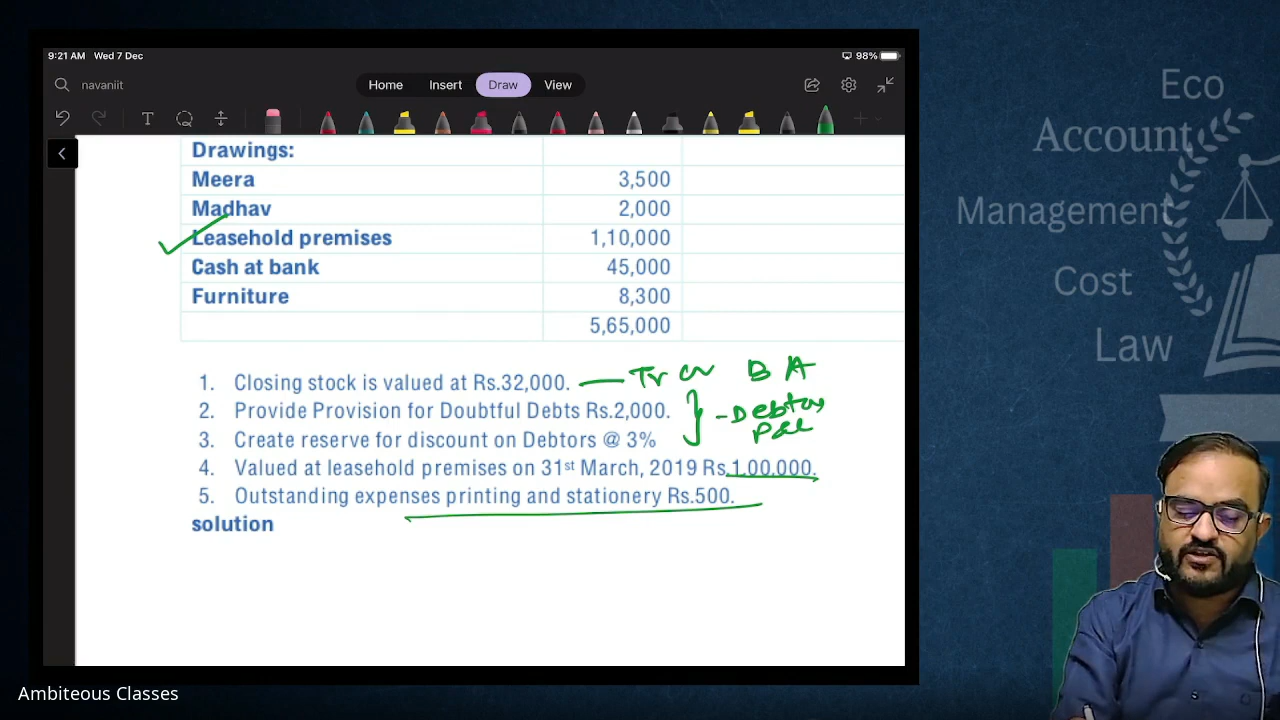 9:21 AM Wed 7 Dec
98%
navaniit
Home Insert Draw View
Drawings:
Meera 3,500
Madhav 2,000
Leasehold premises 1,10,000
Cash at bank 45,000
Furniture 8,300
5,65,000
1. Closing stock is valued at Rs.32,000. — Tr Cr B A
2. Provide Provision for Doubtful Debts Rs.2,000. - Debtors
3. Create reserve for discount on Debtors @ 3% P&L
4. Valued at leasehold premises on 31st March, 2019 Rs.1,00,000.
5. Outstanding expenses printing and stationery Rs.500.
solution
Eco
Account
Management
Cost
Law
Ambiteous Classes